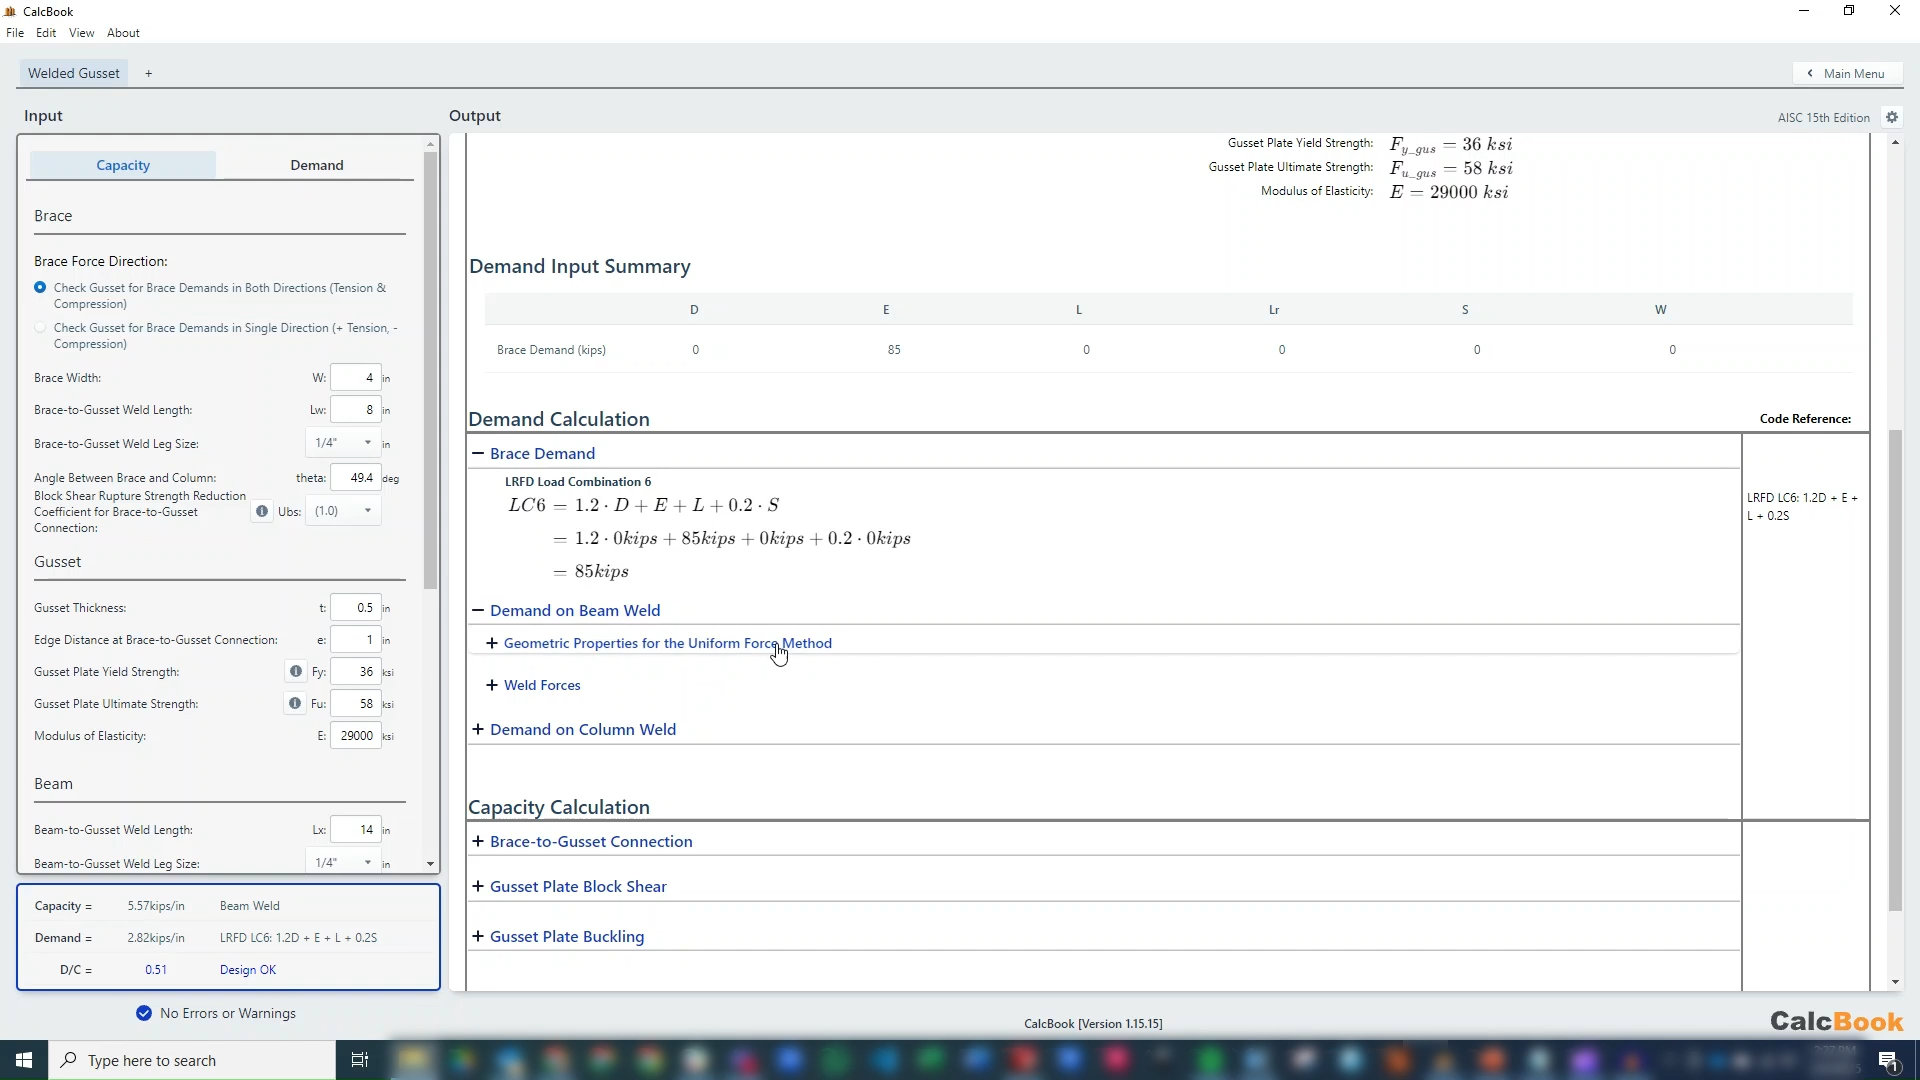 CalcBook
File Edit View About
Welded Gusset +
Main Menu
Input
Output
AISC 15th Edition
Capacity Demand
Brace
Brace Force Direction:
Check Gusset for Brace Demands in Both Directions (Tension &
Compression)
Check Gusset for Brace Demands in Single Direction (+ Tension, -
Compression)
Brace Width: W: 4 in
Brace-to-Gusset Weld Length: Lw: 8 in
Brace-to-Gusset Weld Leg Size: 1/4" in
Angle Between Brace and Column: theta: 49.4 deg
Block Shear Rupture Strength Reduction
Coefficient for Brace-to-Gusset
Connection:
Ubs: (1.0)
Gusset
Gusset Thickness: t: 0.5 in
Edge Distance at Brace-to-Gusset Connection: e: 1 in
Gusset Plate Yield Strength: Fy: 36 ksi
Gusset Plate Ultimate Strength: Fu: 58 ksi
Modulus of Elasticity: E: 29000 ksi
Beam
Beam-to-Gusset Weld Length: Lx: 14 in
Beam-to-Gusset Weld Leg Size: 1/4" in
Capacity = 5.57kips/in Beam Weld
Demand = 2.82kips/in LRFD LC6: 1.2D + E + L + 0.2S
D/C = 0.51 Design OK
No Errors or Warnings
Gusset Plate Yield Strength: F_{y_gus} = 36 ksi
Gusset Plate Ultimate Strength: F_{u_gus} = 58 ksi
Modulus of Elasticity: E = 29000 ksi
Demand Input Summary
D E L Lr S W
Brace Demand (kips) 0 85 0 0 0 0
Demand Calculation
Code Reference:
− Brace Demand
LRFD Load Combination 6
LC6 = 1.2 · D + E + L + 0.2 · S
= 1.2 · 0kips + 85kips + 0kips + 0.2 · 0kips
= 85kips
LRFD LC6: 1.2D + E +
L + 0.2S
− Demand on Beam Weld
+ Geometric Properties for the Uniform Force Method
+ Weld Forces
+ Demand on Column Weld
Capacity Calculation
+ Brace-to-Gusset Connection
+ Gusset Plate Block Shear
+ Gusset Plate Buckling
CalcBook [Version 1.15.15]
CalcBook
Type here to search
1